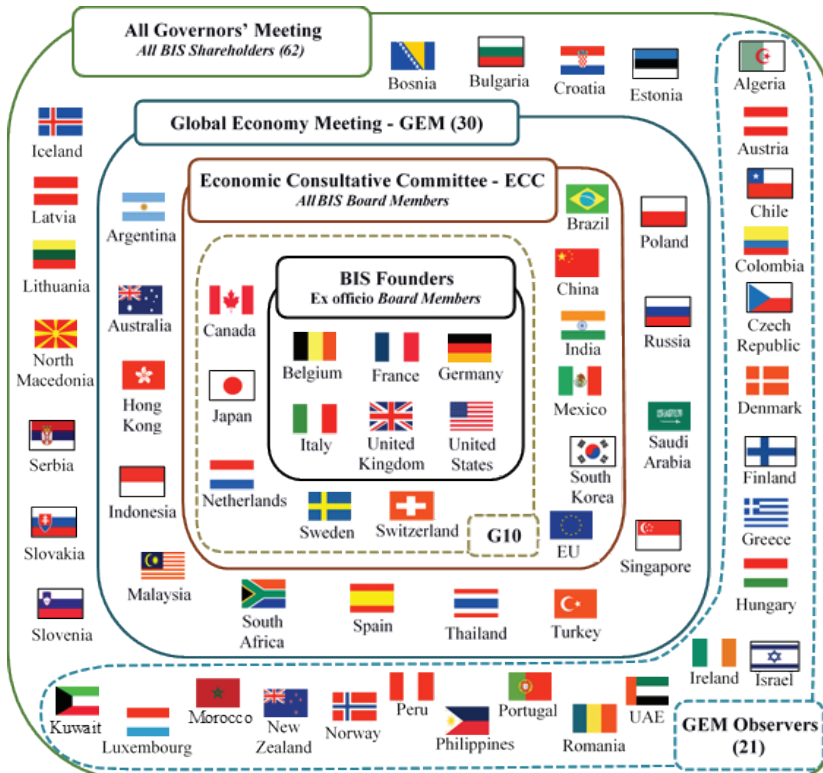 All Governors' Meeting
All BIS Shareholders (62)
Bosnia
Bulgaria
Croatia
Estonia
Algeria
Iceland
Global Economy Meeting - GEM (30)
Austria
Latvia
Argentina
Economic Consultative Committee - ECC
All BIS Board Members
Brazil
Poland
Chile
Lithuania
Australia
Canada
BIS Founders
Ex officio Board Members
China
Colombia
North
Macedonia
Hong
Kong
Japan
Belgium
France
Germany
India
Russia
Czech
Republic
Mexico
Denmark
Serbia
Indonesia
Netherlands
Italy
United
Kingdom
United
States
South
Korea
Saudi
Arabia
Finland
Slovakia
Sweden
Switzerland
G10
EU
Singapore
Greece
Slovenia
Malaysia
South
Africa
Spain
Thailand
Turkey
Hungary
Ireland
Israel
Kuwait
Luxembourg
Morocco
New
Zealand
Norway
Peru
Philippines
Portugal
Romania
UAE
GEM Observers
(21)